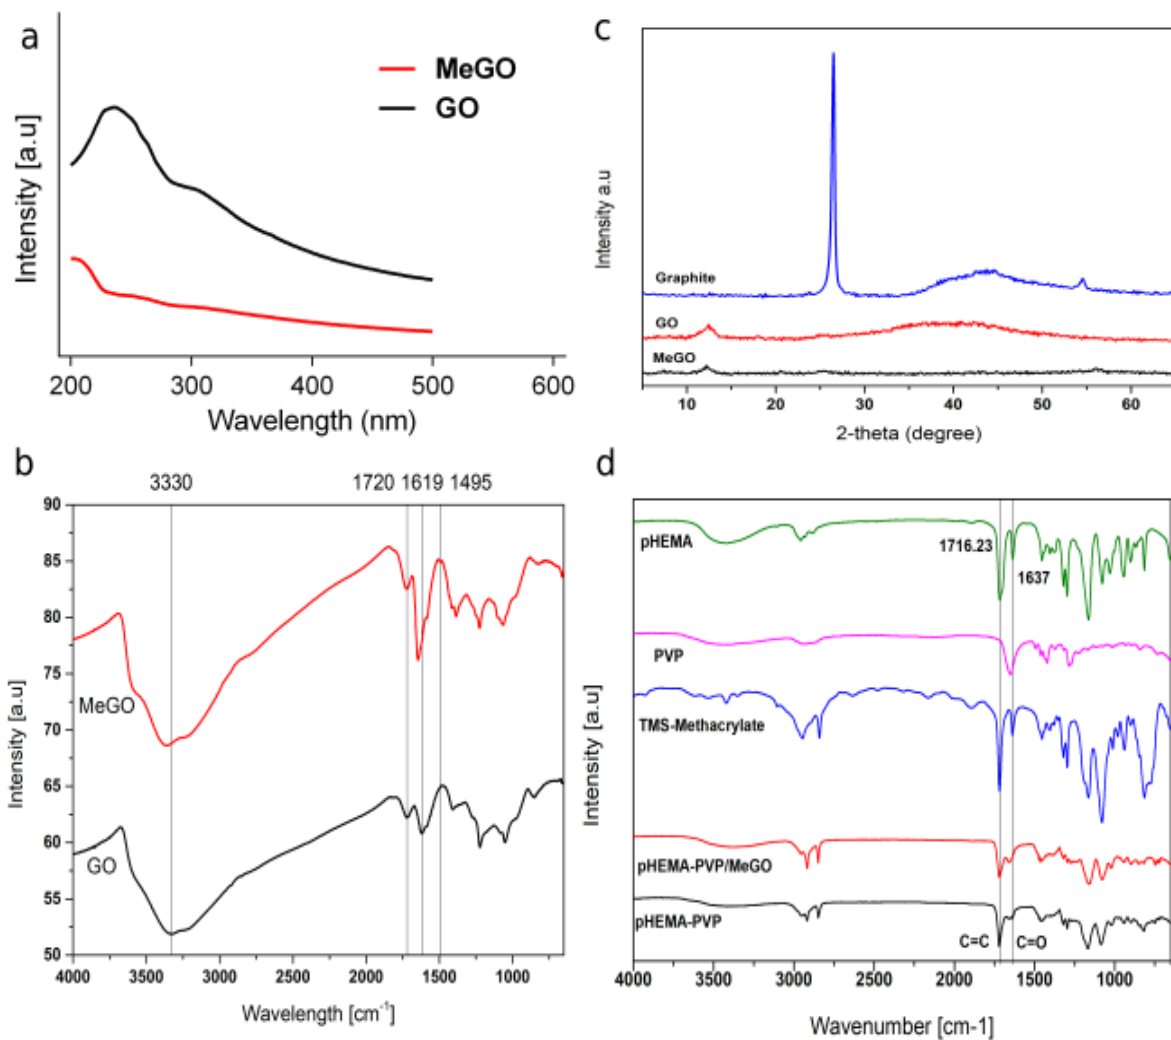 a
Intensity [a.u]
MeGO
GO
200 300 400 500 600
Wavelength (nm)
c
Intensity a.u
Graphite
GO
MeGO
10 20 30 40 50 60
2-theta (degree)
b
3330 1720 1619 1495
90
85
80
75
70
65
60
55
50
Intensity [a.u]
MeGO
GO
4000 3500 3000 2500 2000 1500 1000
Wavelength [cm-1]
d
Intensity [a.u]
pHEMA
1716.23
1637
PVP
TMS-Methacrylate
pHEMA-PVP/MeGO
pHEMA-PVP
C=C C=O
4000 3500 3000 2500 2000 1500 1000
Wavenumber [cm-1]